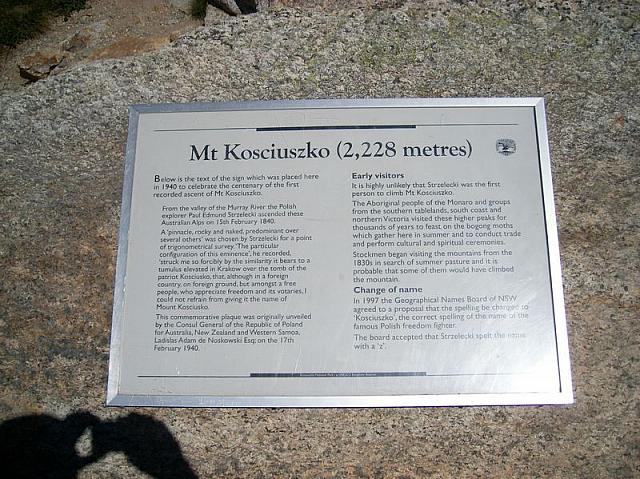 Mt Kosciuszko (2,228 metres)
Below is the text of the sign which was placed here
in 1940 to celebrate the centenary of the first
recorded ascent of Mt Kosciuszko.
From the valley of the Murray River the Polish
explorer Paul Edmund Strzelecki ascended these
Australian Alps on 15th February 1840.
A 'pinnacle, rocky and naked, predominant over
several others' was chosen by Strzelecki for a point
of trigonometrical survey. 'The particular
configuration of this eminence', he recorded,
'struck me so forcibly by the similarity it bears to a
tumulus elevated in Krakow over the tomb of the
patriot Kosciusko, that, although in a foreign
country, on foreign ground, but amongst a free
people, who appreciate freedom and its votaries, I
could not refrain from giving it the name of
Mount Kosciusko.
This commemorative plaque was originally unveiled
by the Consul General of the Republic of Poland
for Australia, New Zealand and Western Samoa,
Ladislas Adam de Noskowski Esq; on the 17th
February 1940.
Early visitors
It is highly unlikely that Strzelecki was the first
person to climb Mt Kosciuszko.
The Aboriginal people of the Monaro and groups
from the southern tablelands, south coast and
northern Victoria visited these higher peaks for
thousands of years to feast on the bogong moths
which gather here in summer and to conduct trade
and perform cultural and spiritual ceremonies.
Stockmen began visiting the mountains from the
1830s in search of summer pasture and it is
probable that some of them would have climbed
the mountain.
Change of name
In 1997 the Geographical Names Board of NSW
agreed to a proposal that the spelling be changed to
'Kosciuszko', the correct spelling of the name of the
famous Polish freedom fighter.
The board accepted that Strzelecki spelt the name
with a 'z'.